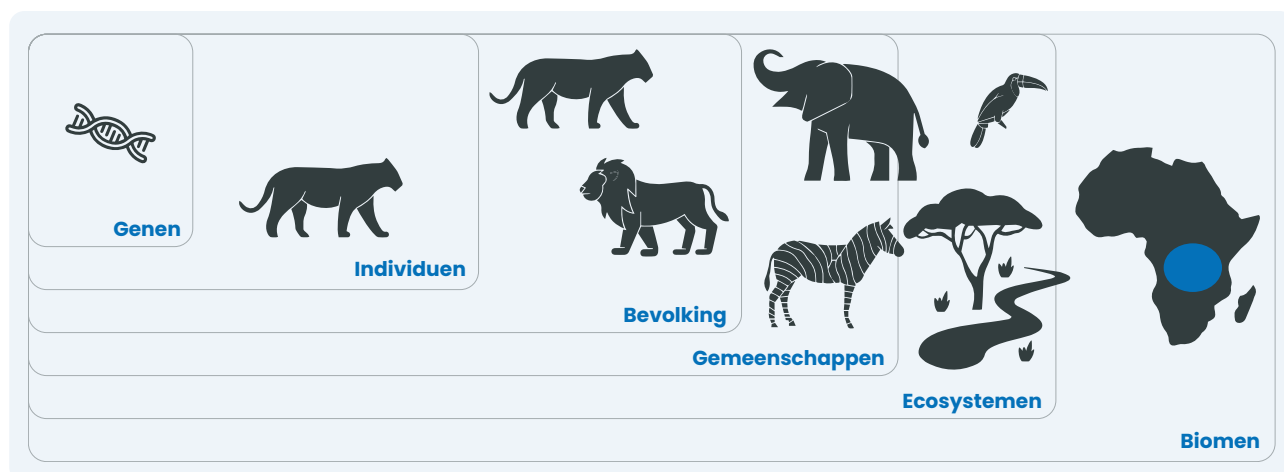 Genen
Individuen
Bevolking
Gemeenschappen
Ecosystemen
Biomen